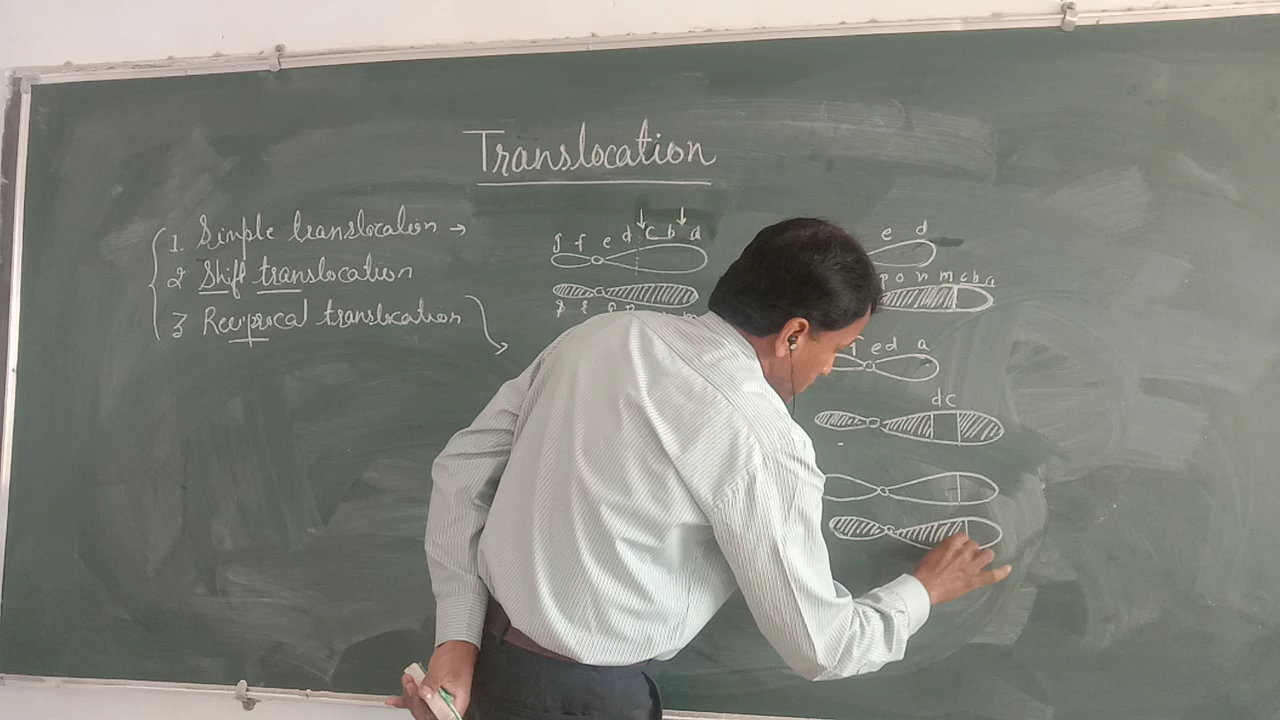 Translocation
1. Simple translocation →
2 Shift translocation
3 Reciprocal translocation
g f e d c b a
e d
p o n m c b a
e d a
d c